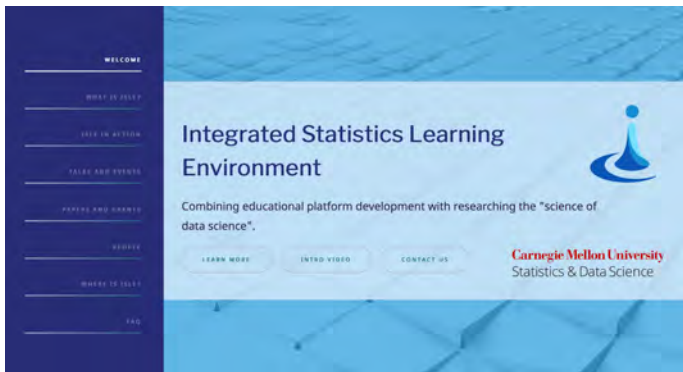 WELCOME
WHAT IS ISLE?
ISLE IN ACTION
TALKS AND EVENTS
PAPERS AND GRANTS
PEOPLE
WHERE IS ISLE?
FAQ
Integrated Statistics Learning
Environment
Combining educational platform development with researching the "science of
data science".
LEARN MORE
INTRO VIDEO
CONTACT US
Carnegie Mellon University
Statistics & Data Science